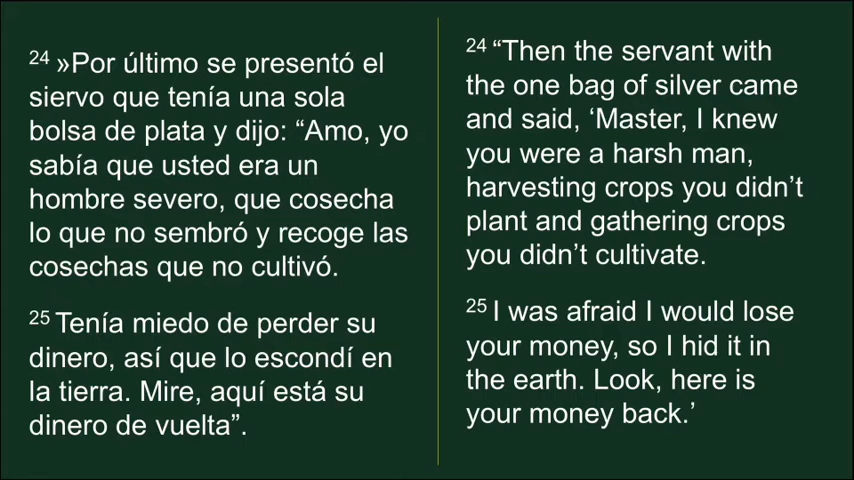 24 »Por último se presentó el
siervo que tenía una sola
bolsa de plata y dijo: “Amo, yo
sabía que usted era un
hombre severo, que cosecha
lo que no sembró y recoge las
cosechas que no cultivó.
25 Tenía miedo de perder su
dinero, así que lo escondí en
la tierra. Mire, aquí está su
dinero de vuelta”.
24 “Then the servant with
the one bag of silver came
and said, ‘Master, I knew
you were a harsh man,
harvesting crops you didn’t
plant and gathering crops
you didn’t cultivate.
25 I was afraid I would lose
your money, so I hid it in
the earth. Look, here is
your money back.’